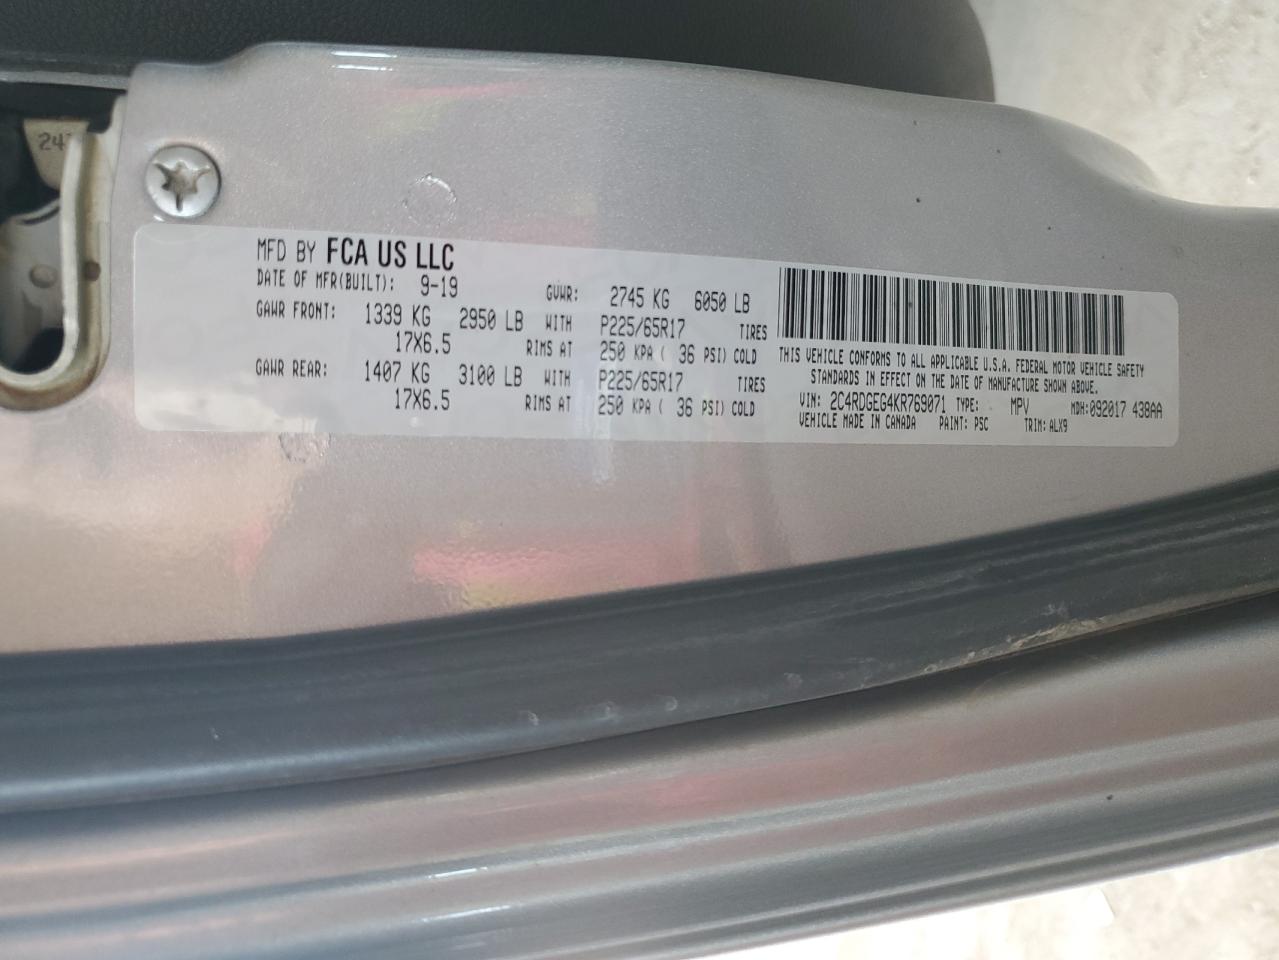 24
MFD BY FCA US LLC
DATE OF MFR(BUILT): 9-19 GVWR: 2745 KG 6050 LB
GAWR FRONT: 1339 KG 2950 LB WITH P225/65R17 TIRES
17X6.5 RIMS AT 250 KPA ( 36 PSI) COLD
GAWR REAR: 1407 KG 3100 LB WITH P225/65R17 TIRES
17X6.5 RIMS AT 250 KPA ( 36 PSI) COLD
THIS VEHICLE CONFORMS TO ALL APPLICABLE U.S.A. FEDERAL MOTOR VEHICLE SAFETY
STANDARDS IN EFFECT ON THE DATE OF MANUFACTURE SHOWN ABOVE.
VIN: 2C4RDGEG4KR769071 TYPE: MPV MDH:092017 438AA
VEHICLE MADE IN CANADA PAINT: PSC TRIM: ALX9